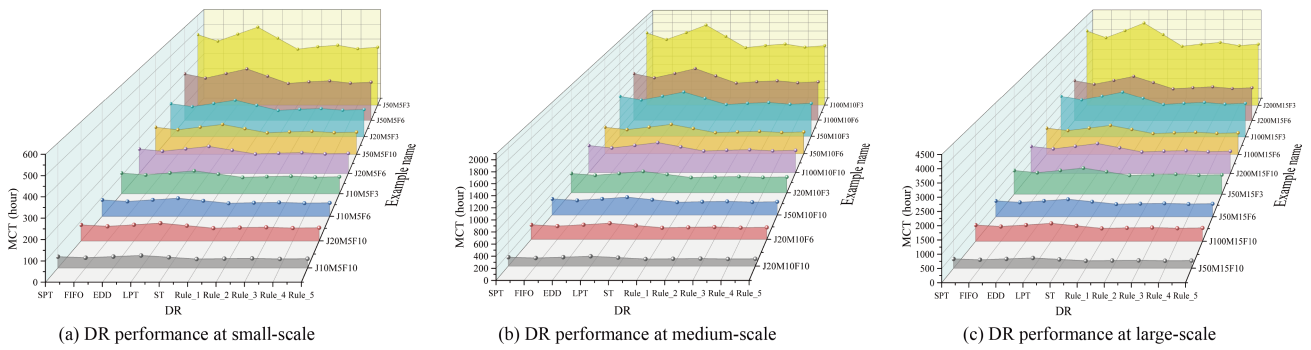 600
500
400
300
200
100
0
MCT (hour)
SPT FIFO EDD LPT ST Rule_1 Rule_2 Rule_3 Rule_4 Rule_5
DR
J50M5F3
J50M5F6
J20M5F3
J50M5F10
J20M5F6
J10M5F3
J10M5F6
J20M5F10
J10M5F10
Example name
(a) DR performance at small-scale
2000
1800
1600
1400
1200
1000
800
600
400
200
0
MCT (hour)
SPT FIFO EDD LPT ST Rule_1 Rule_2 Rule_3 Rule_4 Rule_5
DR
J100M10F3
J100M10F6
J50M10F3
J50M10F6
J100M10F10
J20M10F3
J50M10F10
J20M10F6
J20M10F10
Example name
(b) DR performance at medium-scale
4500
4000
3500
3000
2500
2000
1500
1000
500
0
MCT (hour)
SPT FIFO EDD LPT ST Rule_1 Rule_2 Rule_3 Rule_4 Rule_5
DR
J200M15F3
J200M15F6
J100M15F3
J100M15F6
J200M15F10
J50M15F3
J50M15F6
J100M15F10
J50M15F10
Example name
(c) DR performance at large-scale